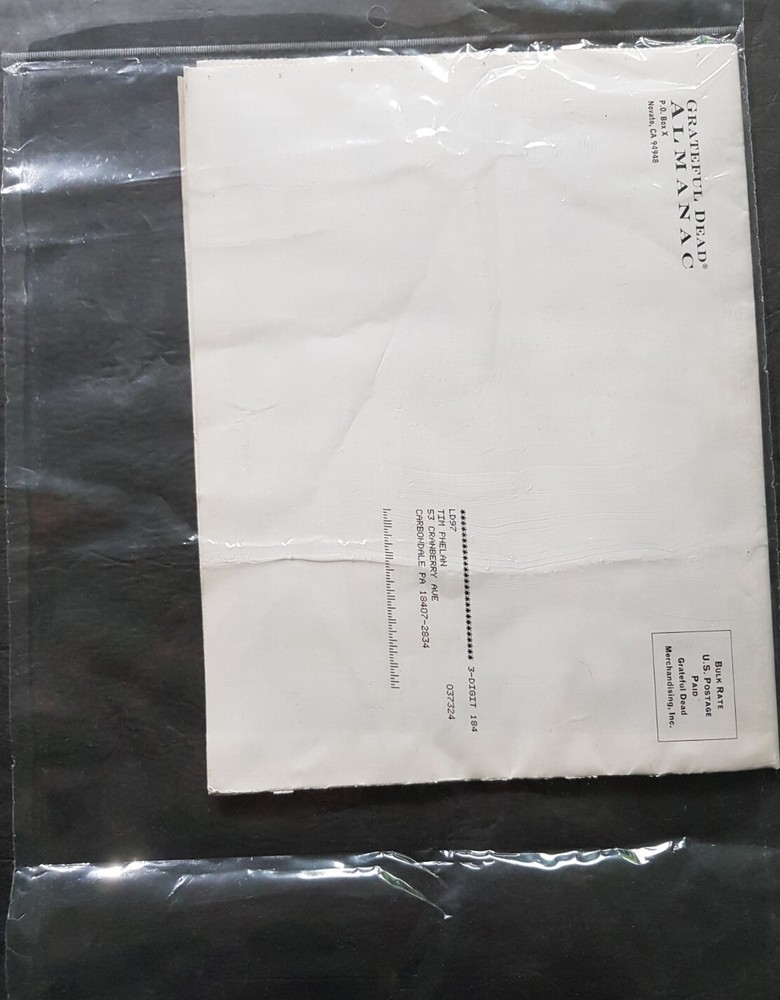 GRATEFUL DEAD®
ALMANAC
P.O. Box X
Novato, CA 94948
BULK RATE
U.S. POSTAGE
PAID
Grateful Dead
Merchandising, Inc.
********************************** 3-DIGIT 184
LD97 037324
TIM PHELAN
53 CRANBERRY AVE
CARBONDALE PA 18407-2834